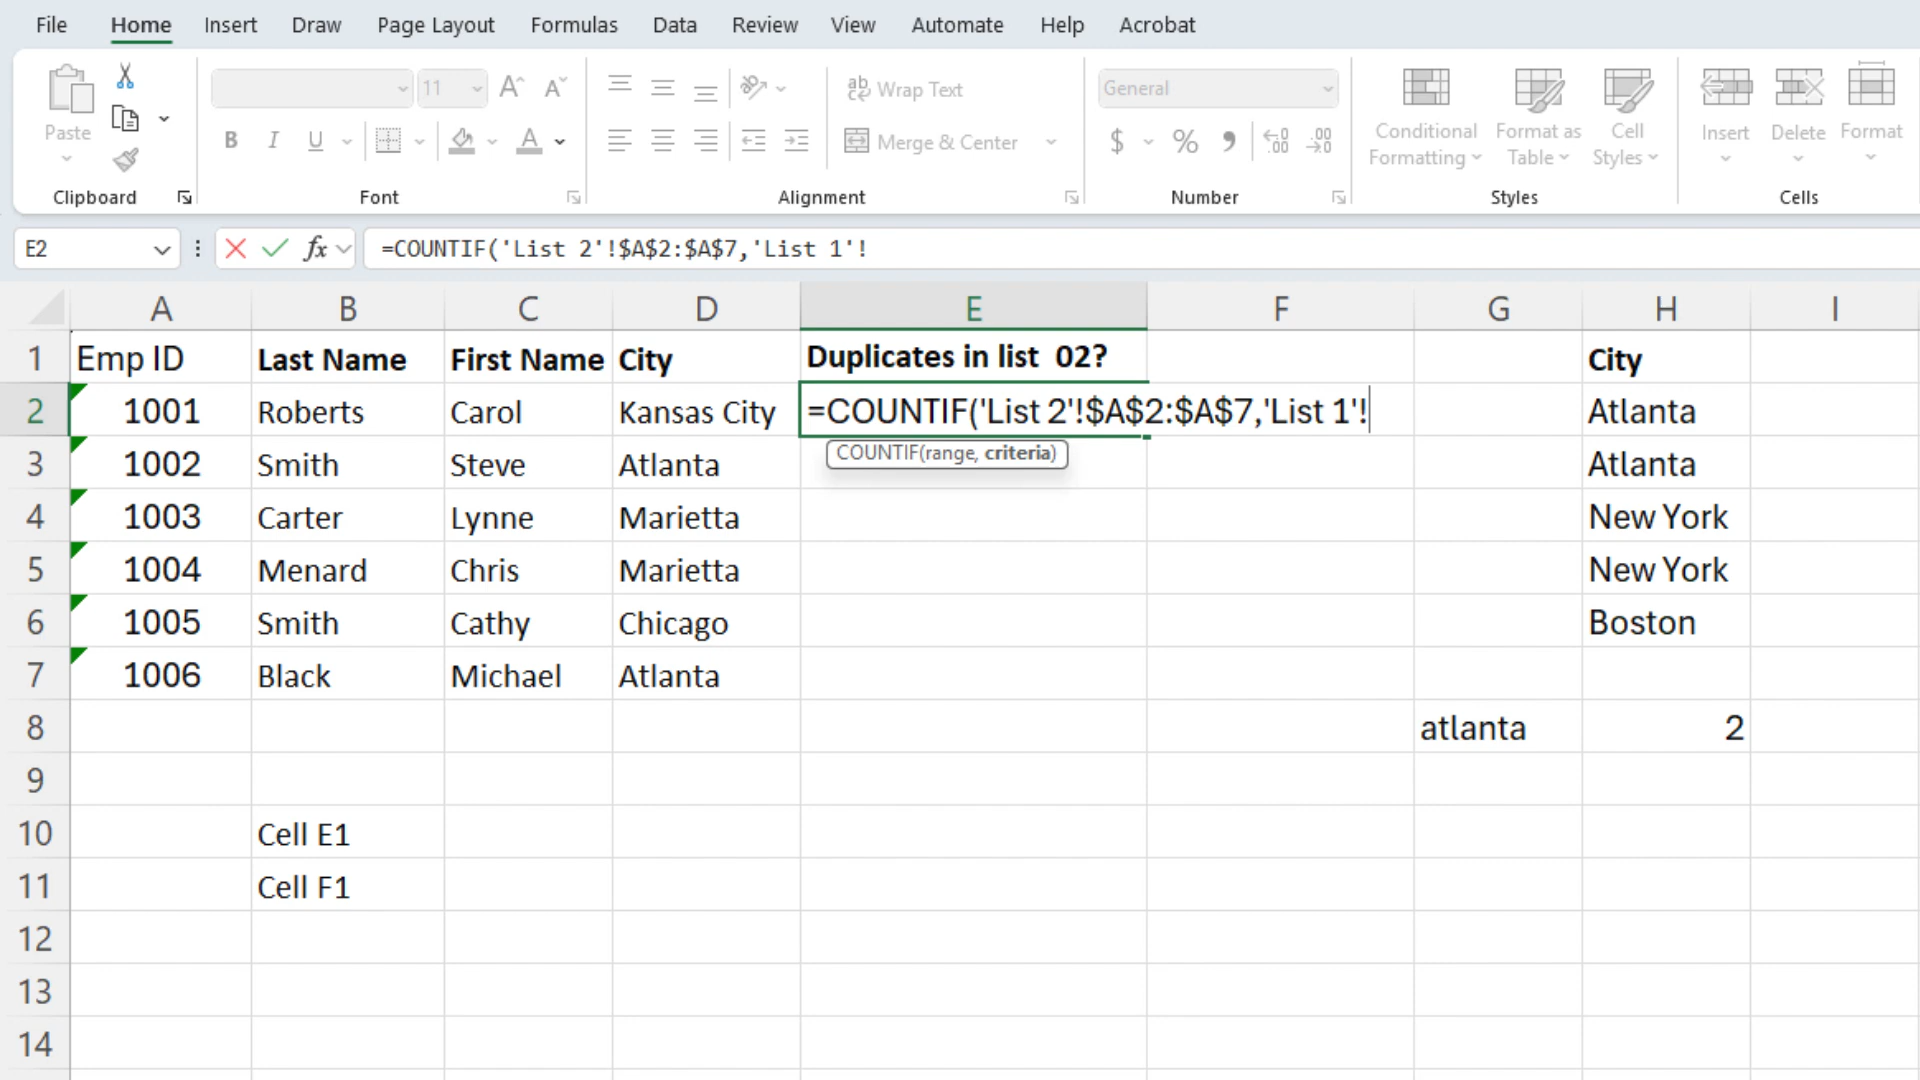 File Home Insert Draw Page Layout Formulas Data Review View Automate Help Acrobat
Paste
Clipboard
11
A A
B I U A
Font
ab c Wrap Text
Merge & Center
Alignment
General
$ % 9 .00 .00
Number
Conditional Formatting
Format as Table
Cell Styles
Styles
Insert Delete Format
Cells
E2 fx =COUNTIF('List 2'!$A$2:$A$7,'List 1'!
A B C D E F G H I
1 Emp ID Last Name First Name City Duplicates in list 02? City
2 1001 Roberts Carol Kansas City =COUNTIF('List 2'!$A$2:$A$7,'List 1'! Atlanta
COUNTIF(range, criteria)
3 1002 Smith Steve Atlanta Atlanta
4 1003 Carter Lynne Marietta New York
5 1004 Menard Chris Marietta New York
6 1005 Smith Cathy Chicago Boston
7 1006 Black Michael Atlanta
8 atlanta 2
9
10 Cell E1
11 Cell F1
12
13
14